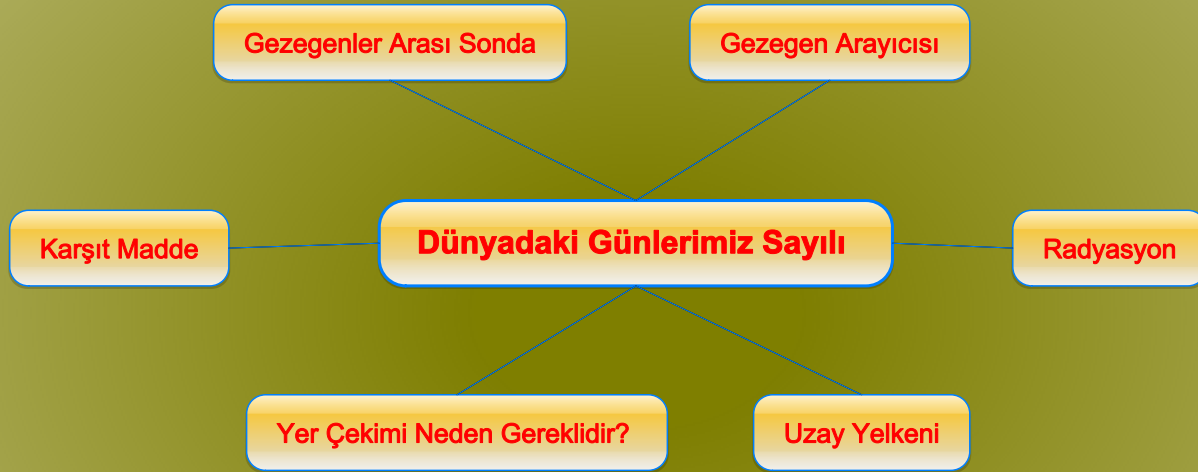 Gezegenler Arası Sonda
Gezegen Arayıcısı
Karşıt Madde
Dünyadaki Günlerimiz Sayılı
Radyasyon
Yer Çekimi Neden Gereklidir?
Uzay Yelkeni